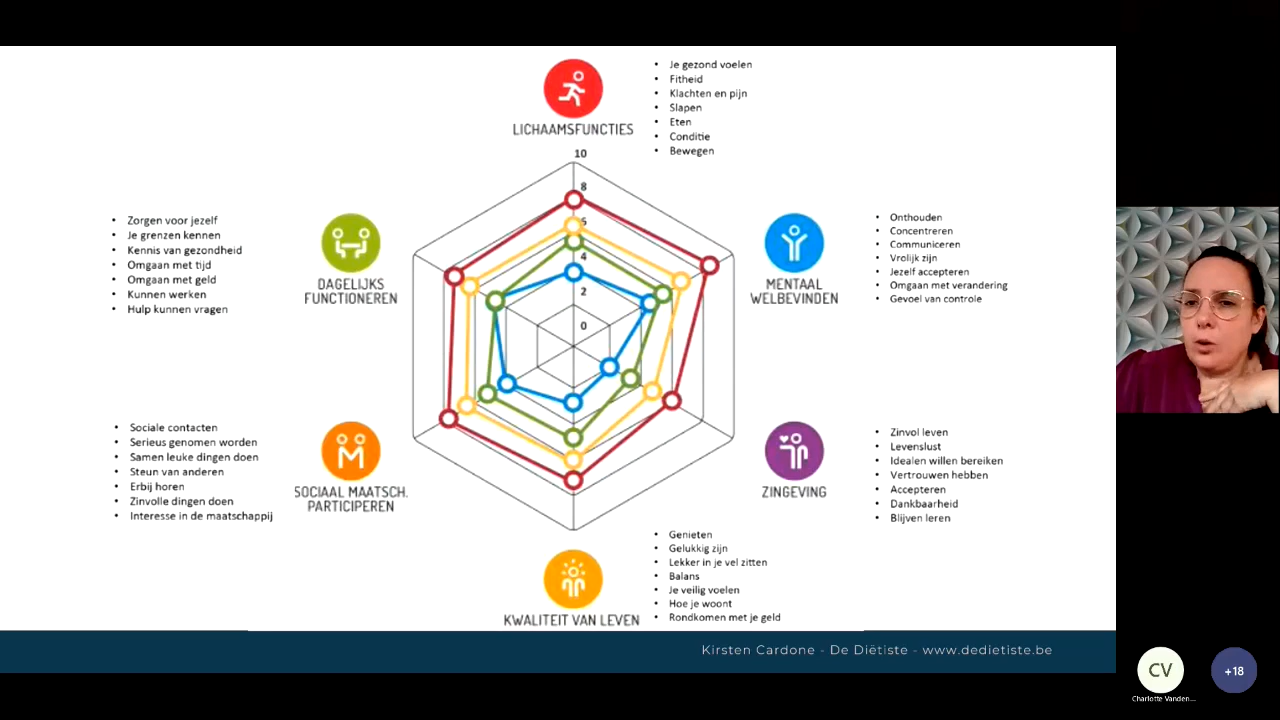 LICHAAMSFUNCTIES
• Je gezond voelen
• Fitheid
• Klachten en pijn
• Slapen
• Eten
• Conditie
• Bewegen
10
8
6
4
2
0
• Zorgen voor jezelf
• Je grenzen kennen
• Kennis van gezondheid
• Omgaan met tijd
• Omgaan met geld
• Kunnen werken
• Hulp kunnen vragen
DAGELIJKS
FUNCTIONEREN
MENTAAL
WELBEVINDEN
• Onthouden
• Concentreren
• Communiceren
• Vrolijk zijn
• Jezelf accepteren
• Omgaan met verandering
• Gevoel van controle
• Sociale contacten
• Serieus genomen worden
• Samen leuke dingen doen
• Steun van anderen
• Erbij horen
• Zinvolle dingen doen
• Interesse in de maatschappij
SOCIAAL MAATSCH.
PARTICIPEREN
ZINGEVING
• Zinvol leven
• Levenslust
• Idealen willen bereiken
• Vertrouwen hebben
• Accepteren
• Dankbaarheid
• Blijven leren
KWALITEIT VAN LEVEN
• Genieten
• Gelukkig zijn
• Lekker in je vel zitten
• Balans
• Je veilig voelen
• Hoe je woont
• Rondkomen met je geld
Kirsten Cardone - De Diëtiste - www.dedietiste.be
CV
+18
Charlotte Vanden...